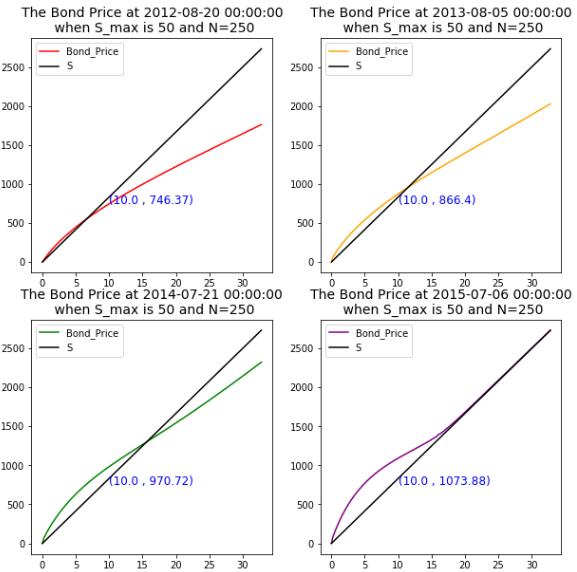 The Bond Price at 2012-08-20 00:00:00
when S_max is 50 and N=250
Bond_Price
S
(10.0 , 746.37)
2500
2000
1500
1000
500
0
0 5 10 15 20 25 30
The Bond Price at 2013-08-05 00:00:00
when S_max is 50 and N=250
Bond_Price
S
(10.0 , 866.4)
2500
2000
1500
1000
500
0
0 5 10 15 20 25 30
The Bond Price at 2014-07-21 00:00:00
when S_max is 50 and N=250
Bond_Price
S
(10.0 , 970.72)
2500
2000
1500
1000
500
0
0 5 10 15 20 25 30
The Bond Price at 2015-07-06 00:00:00
when S_max is 50 and N=250
Bond_Price
S
(10.0 , 1073.88)
2500
2000
1500
1000
500
0
0 5 10 15 20 25 30